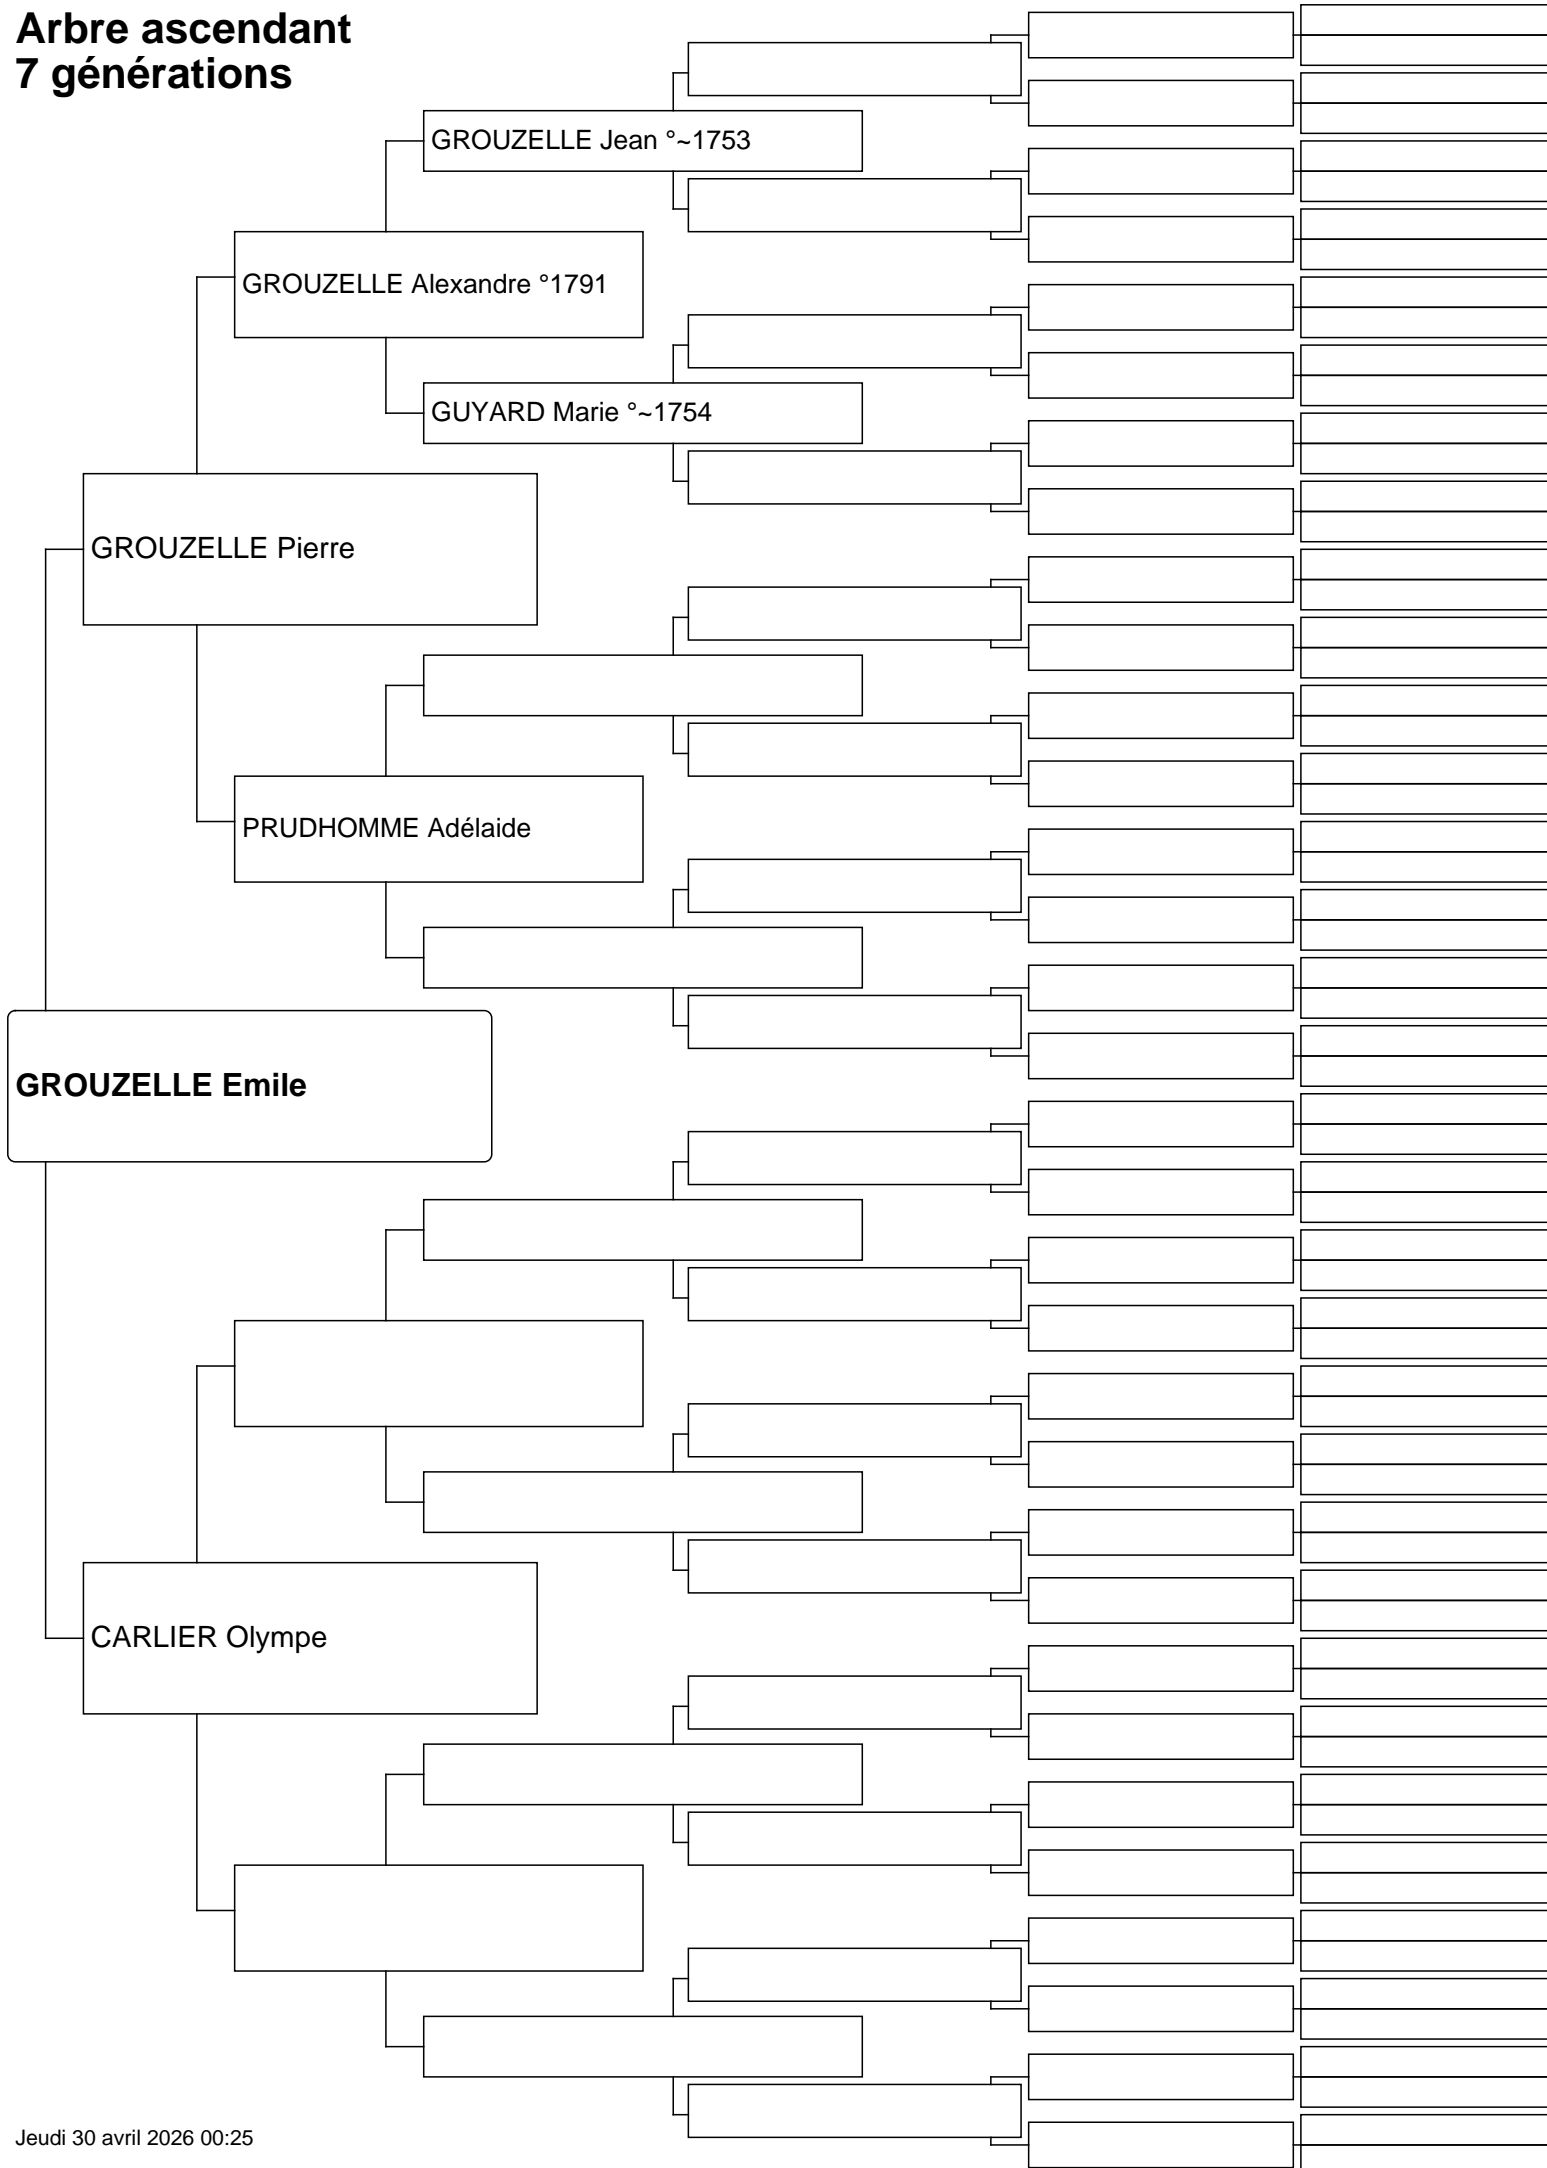 Arbre ascendant
7 générations
GROUZELLE Jean °~1753
GROUZELLE Alexandre °1791
GUYARD Marie °~1754
GROUZELLE Pierre
PRUDHOMME Adélaide
GROUZELLE Emile
CARLIER Olympe
Jeudi 30 avril 2026 00:25